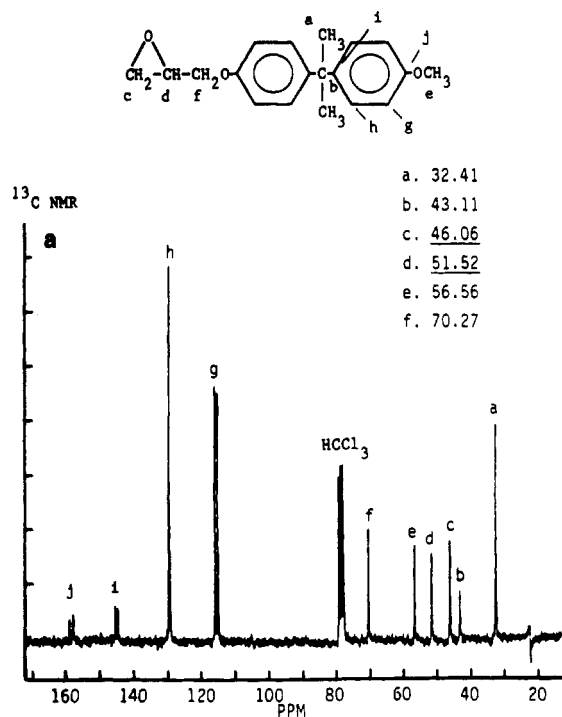 a
i
O
CH3
j
CH2-CH-CH2O
C
OCH3
c
d
f
b
e
CH3
h
g
a. 32.41
b. 43.11
c. 46.06
d. 51.52
e. 56.56
f. 70.27
13C NMR
a
h
g
a
HCCl3
f
e
d
c
b
j
i
160
140
120
100
80
60
40
20
PPM